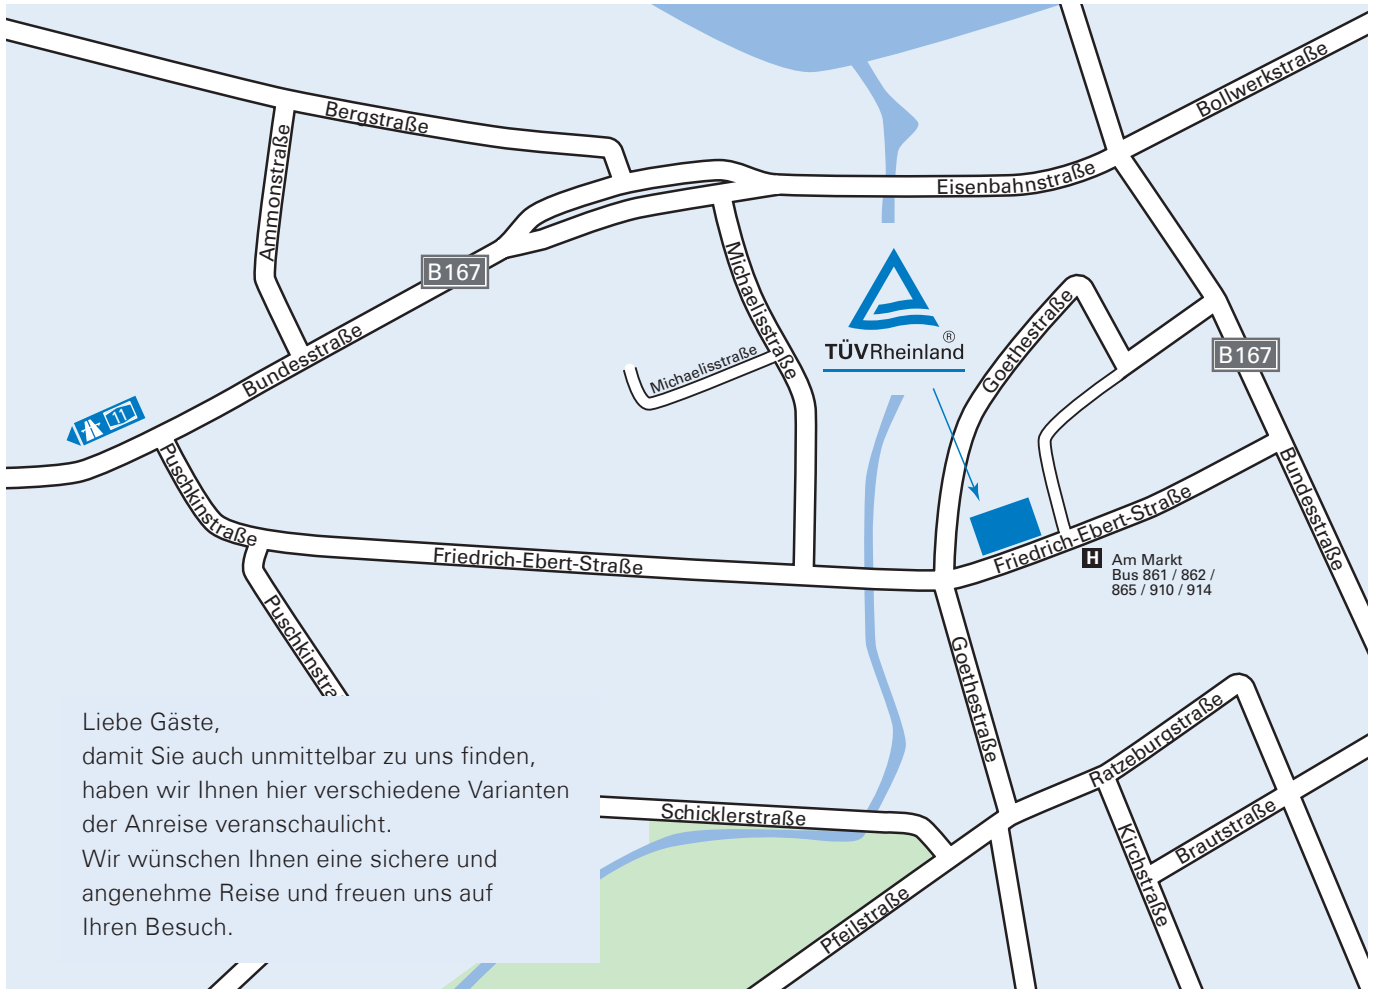 Bergstraße
Bollwerkstraße
Ammonstraße
Eisenbahnstraße
B167
Michaelisstraße
TÜVRheinland
®
Goethestraße
B167
Bundesstraße
Michaelisstraße
11
Puschkinstraße
Bundesstraße
Friedrich-Ebert-Straße
Friedrich-Ebert-Straße
H
Am Markt
Bus 861 / 862 /
865 / 910 / 914
Puschkinstra
Goethestraße
Ratzeburgstraße
Liebe Gäste,
damit Sie auch unmittelbar zu uns finden,
haben wir Ihnen hier verschiedene Varianten
der Anreise veranschaulicht.
Wir wünschen Ihnen eine sichere und
angenehme Reise und freuen uns auf
Ihren Besuch.
Schicklerstraße
Brautstraße
Kirchstraße
Pfeilstraße